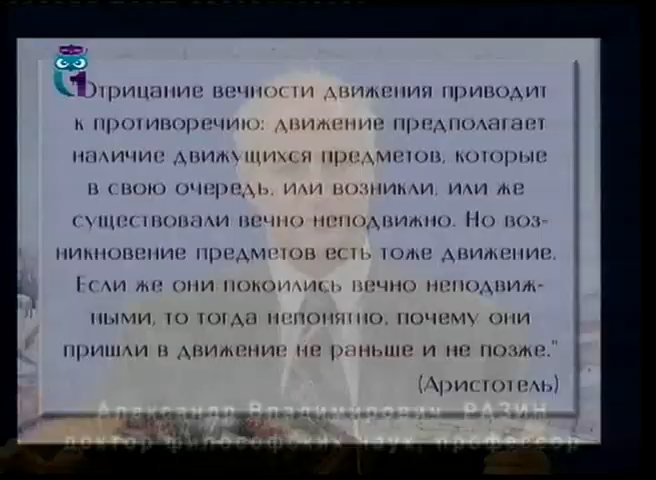 Отрицание вечности движения приводит
к противоречию: движение предполагает
наличие движущихся предметов, которые
в свою очередь, или возникли, или же
существовали вечно неподвижно. Но воз-
никновение предметов есть тоже движение.
Если же они покоились вечно неподвиж-
ными, то тогда непонятно, почему они
пришли в движение не раньше и не позже."
(Аристотель)
Александр Владимирович РАЗИН
доктор философских наук, профессор
1